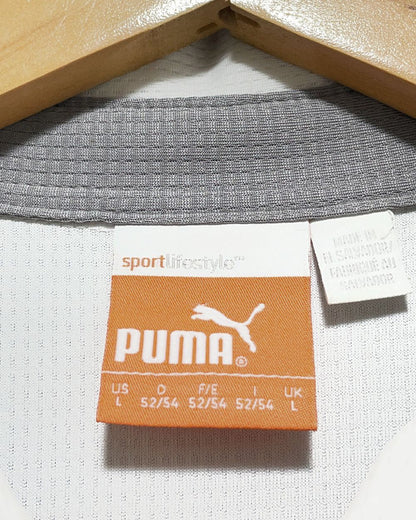 sportlifestyle™
PUMA®
US D F/E I UK
L 52/54 52/54 52/54 L
MADE IN
EL SALVADOR/
FABRIQUÉ AU
SALVADOR